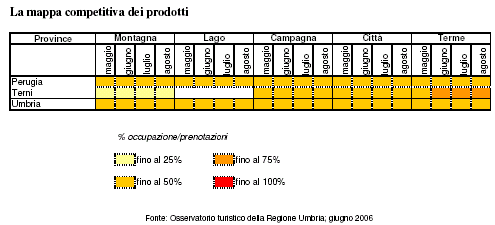 La mappa competitiva dei prodotti
Province Montagna Lago Campagna Città Terme
maggio giugno luglio agosto maggio giugno luglio agosto maggio giugno luglio agosto maggio giugno luglio agosto maggio giugno luglio agosto
Perugia
Terni
Umbria
% occupazione/prenotazioni
fino al 25% fino al 75%
fino al 50% fino al 100%
Fonte: Osservatorio turistico della Regione Umbria; giugno 2006